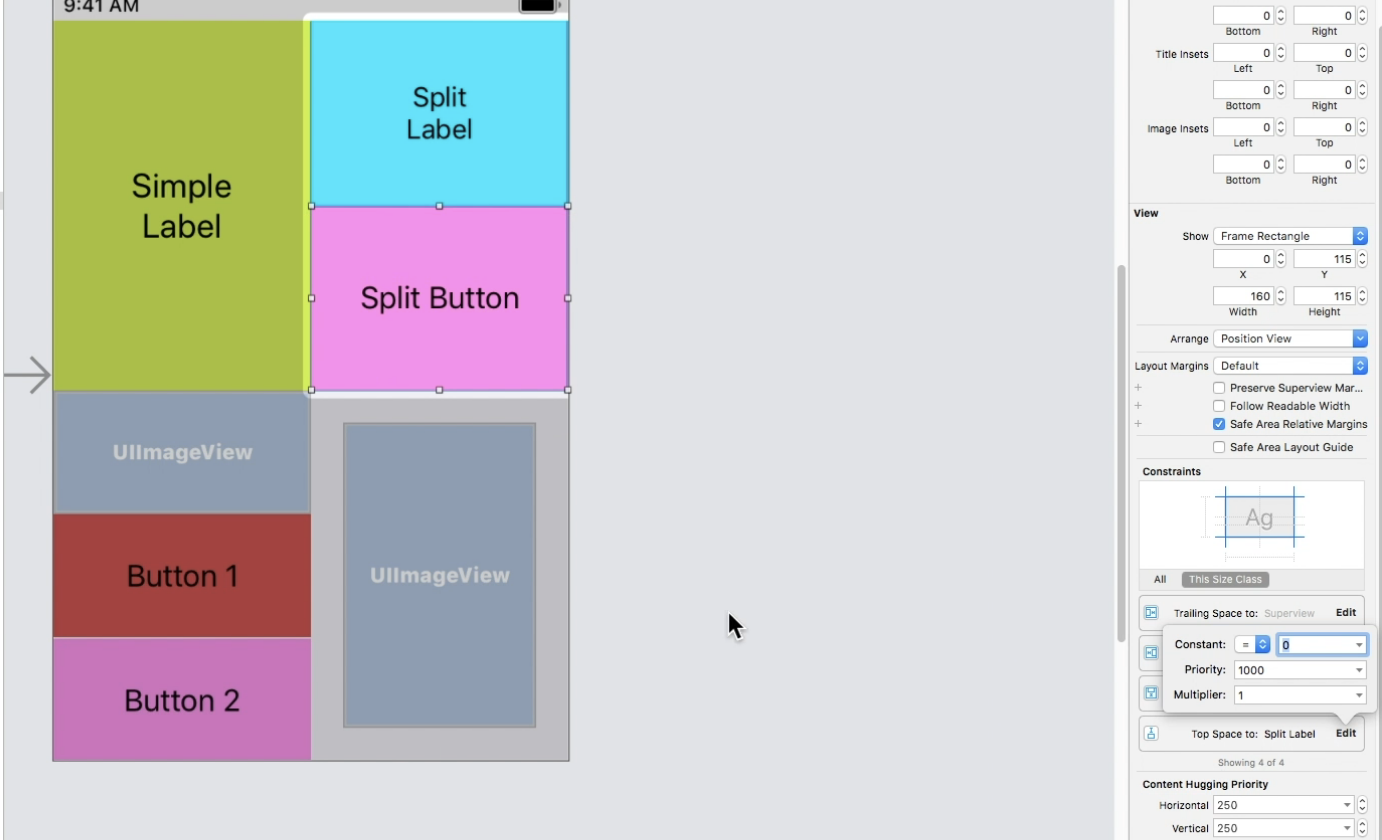 9:41 AM
Simple
Label
Split
Label
Split Button
UIImageView
Button 1
Button 2
UIImageView
0 0
Bottom Right
Title Insets 0 0
Left Top
0 0
Bottom Right
Image Insets 0 0
Left Top
0 0
Bottom Right
View
Show Frame Rectangle
0 115
X Y
160 115
Width Height
Arrange Position View
Layout Margins Default
+ Preserve Superview Mar...
+ Follow Readable Width
+ Safe Area Relative Margins
Safe Area Layout Guide
Constraints
Ag
All This Size Class
Trailing Space to: Superview Edit
Constant: = 0
Priority: 1000
Multiplier: 1
Top Space to: Split Label Edit
Showing 4 of 4
Content Hugging Priority
Horizontal 250
Vertical 250